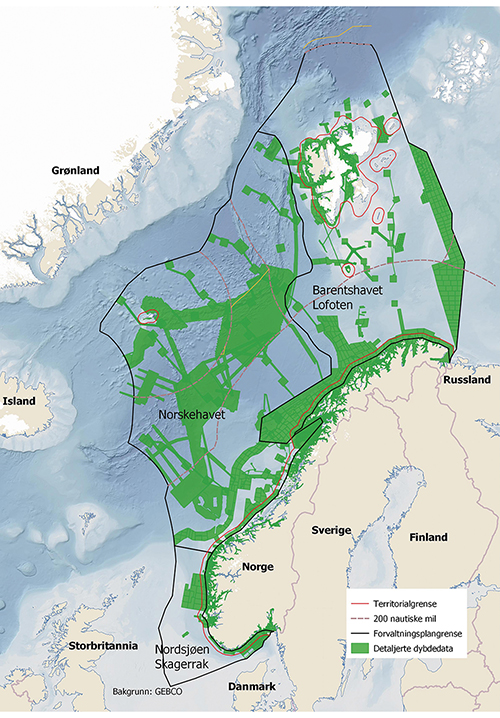 Grønland
Barentshavet
Lofoten
Island
Russland
Norskehavet
Sverige
Finland
Norge
Territorialgrense
200 nautiske mil
Forvaltningsplangrense
Detaljerte dybdedata
Storbritannia
Nordsjøen
Skagerrak
Danmark
Bakgrunn: GEBCO